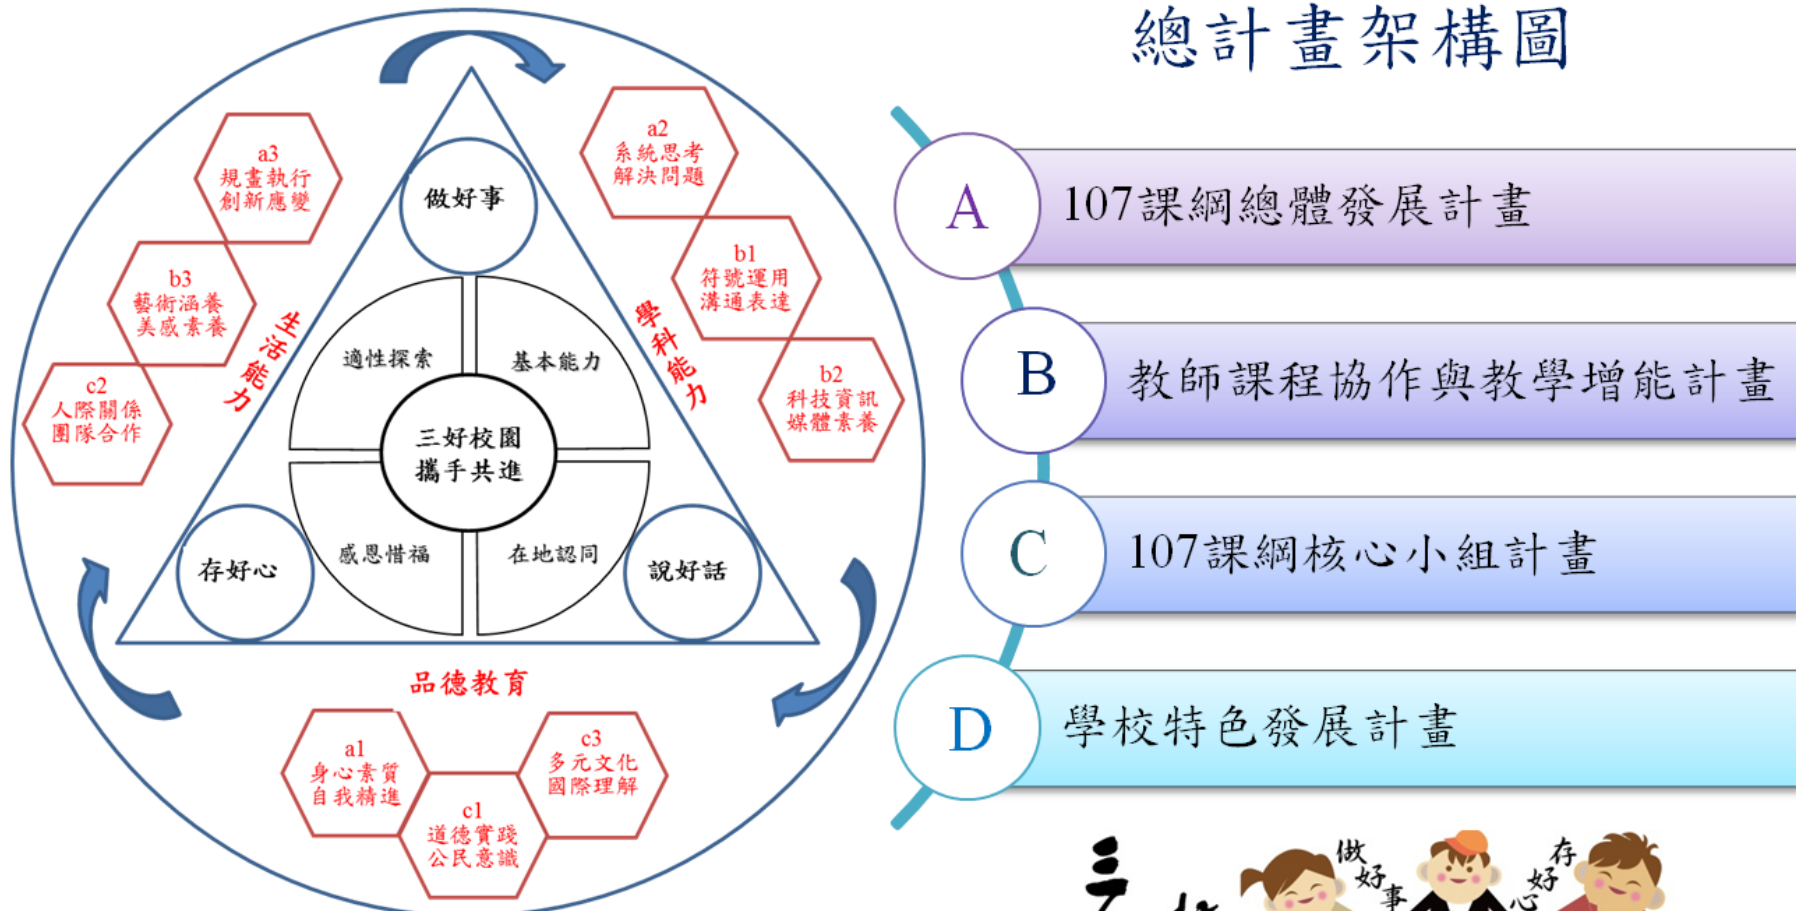 總計畫架構圖
a3
規畫執行
創新應變
b3
藝術涵養
美感素養
c2
人際關係
團隊合作
生活能力
a2
系統思考
解決問題
b1
符號運用
溝通表達
b2
科技資訊
媒體素養
學科能力
做好事
適性探索
基本能力
三好校園
攜手共進
感恩惜福
在地認同
存好心
說好話
品德教育
a1
身心素質
自我精進
c1
道德實踐
公民意識
c3
多元文化
國際理解
A
107課綱總體發展計畫
B
教師課程協作與教學增能計畫
C
107課綱核心小組計畫
D
學校特色發展計畫
三
做好事
存好心